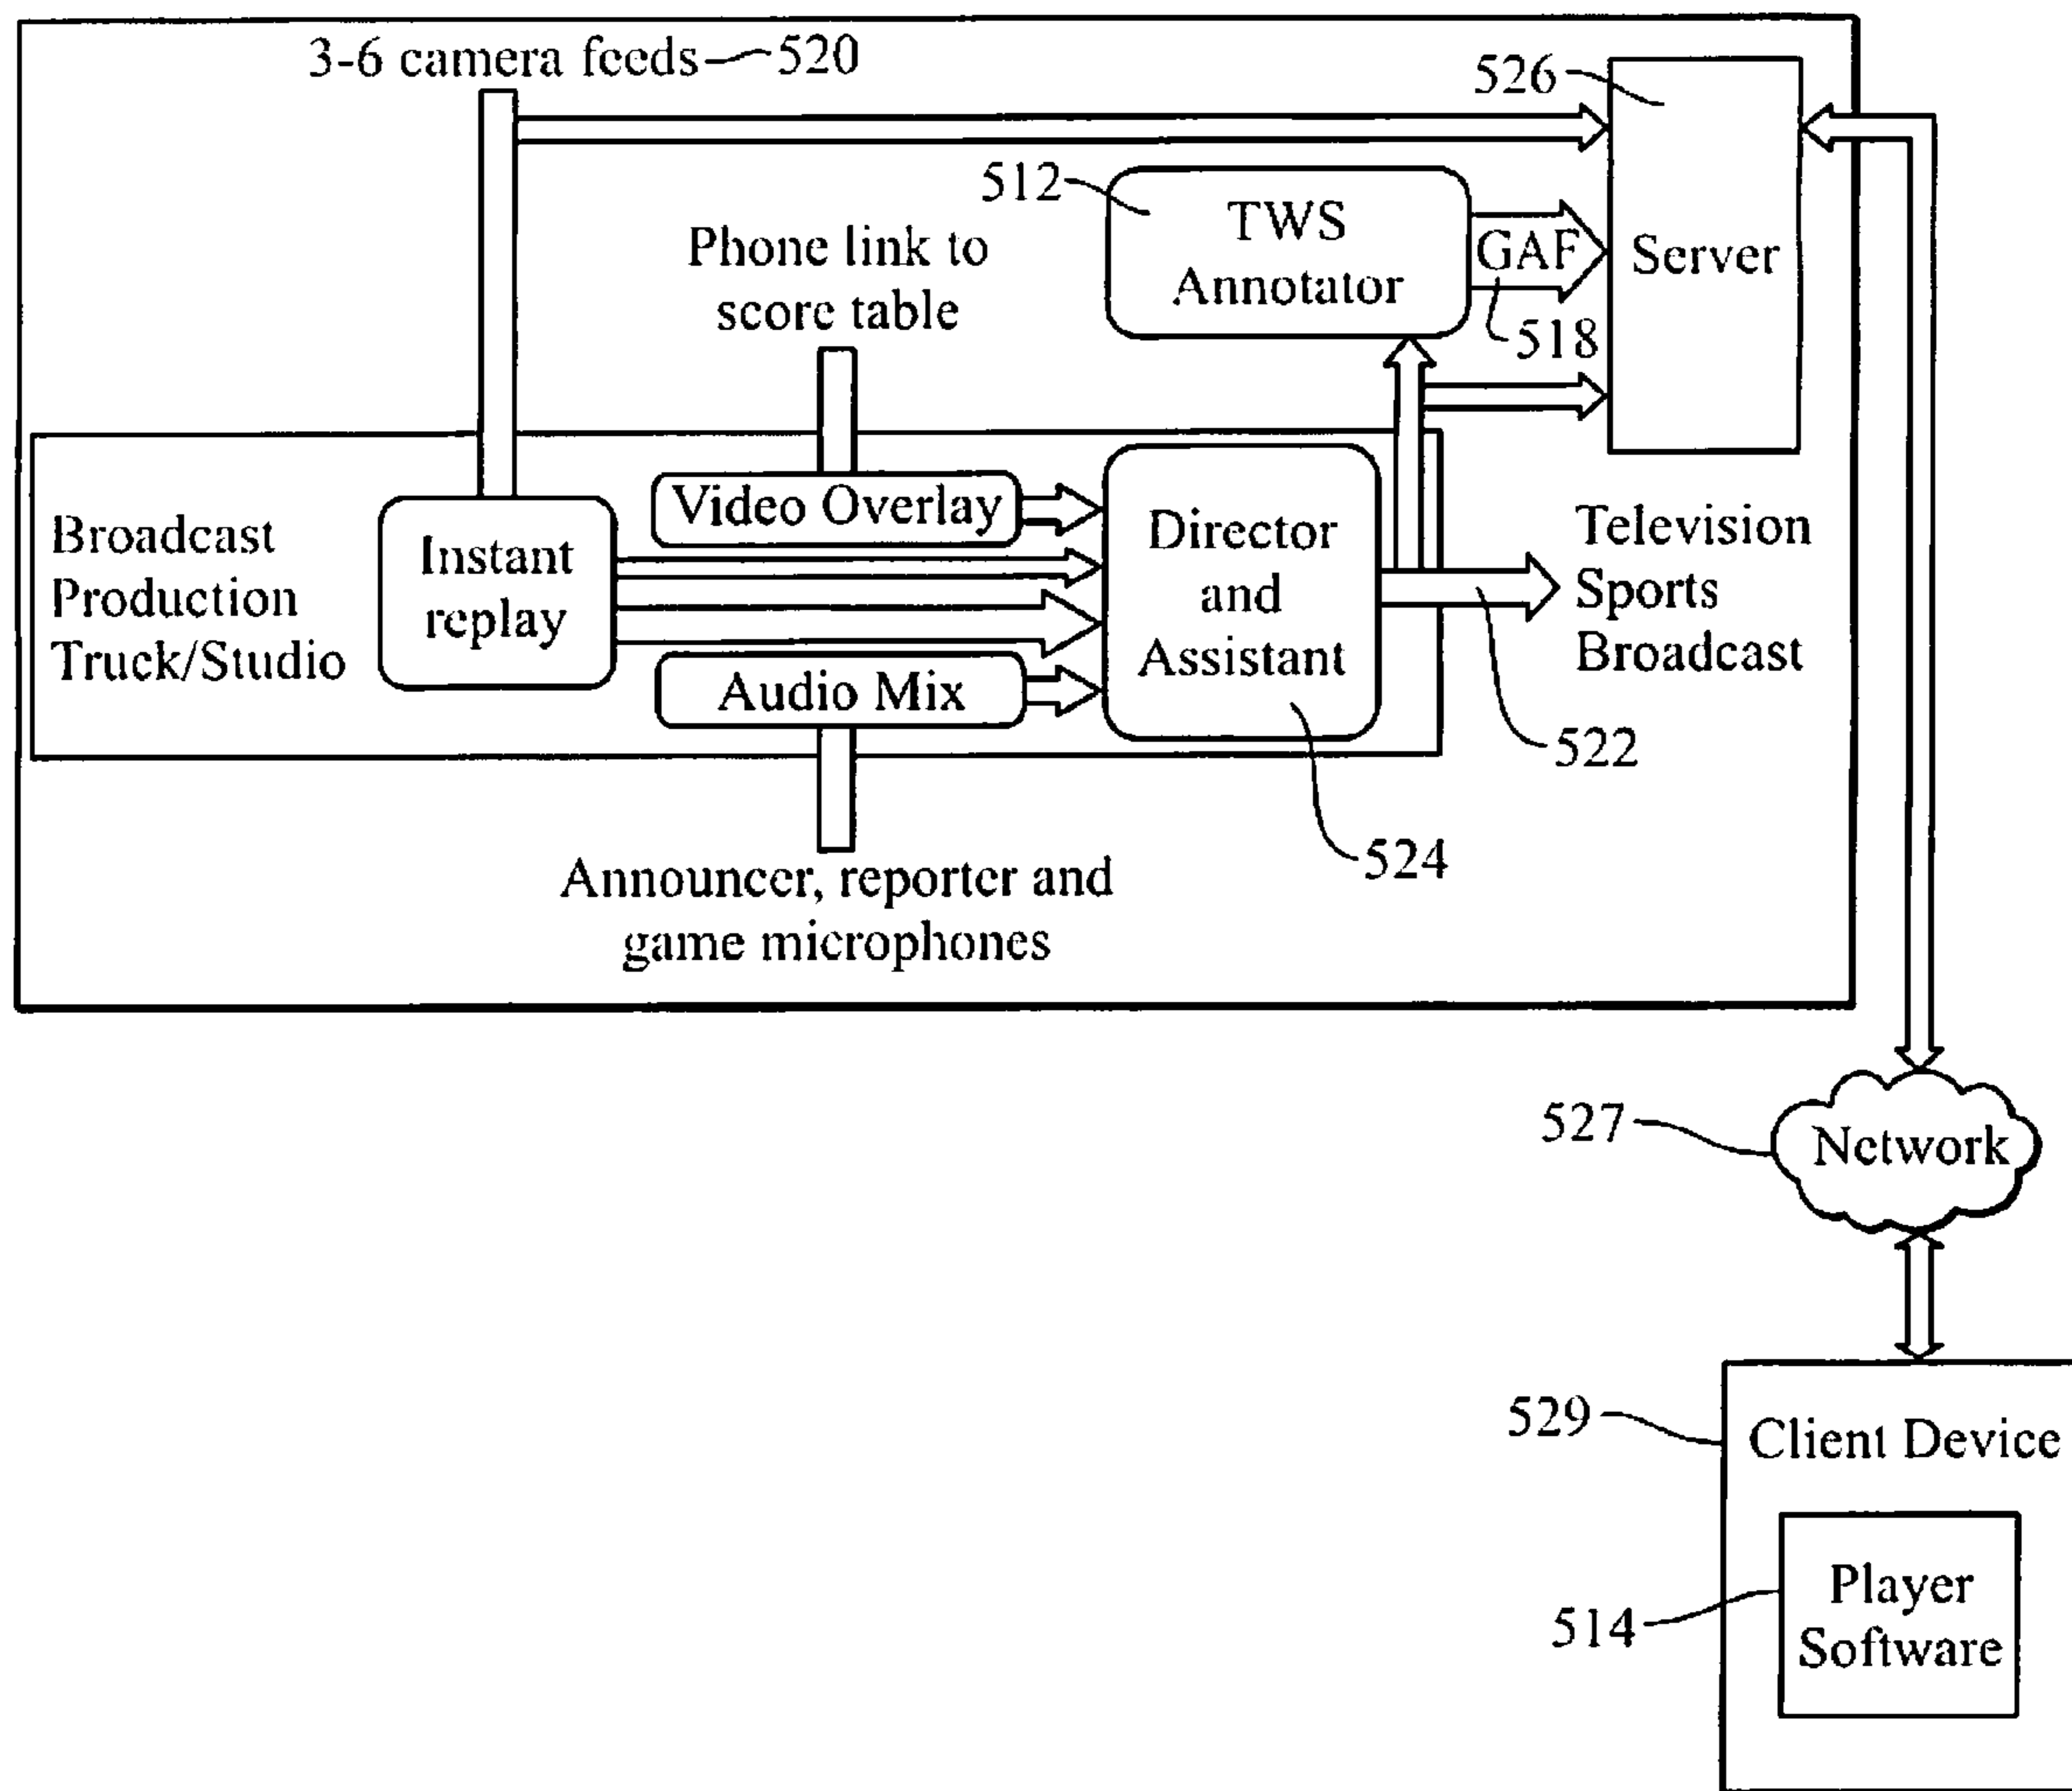 3-6 camera feeds 520
526
512
TWS
Annotator
GAF
518
Server
Phone link to
score table
Broadcast
Production
Truck/Studio
Instant
replay
Video Overlay
Audio Mix
Director
and
Assistant
524
522
Television
Sports
Broadcast
Announcer, reporter and
game microphones
527
Network
529
Client Device
514
Player
Software